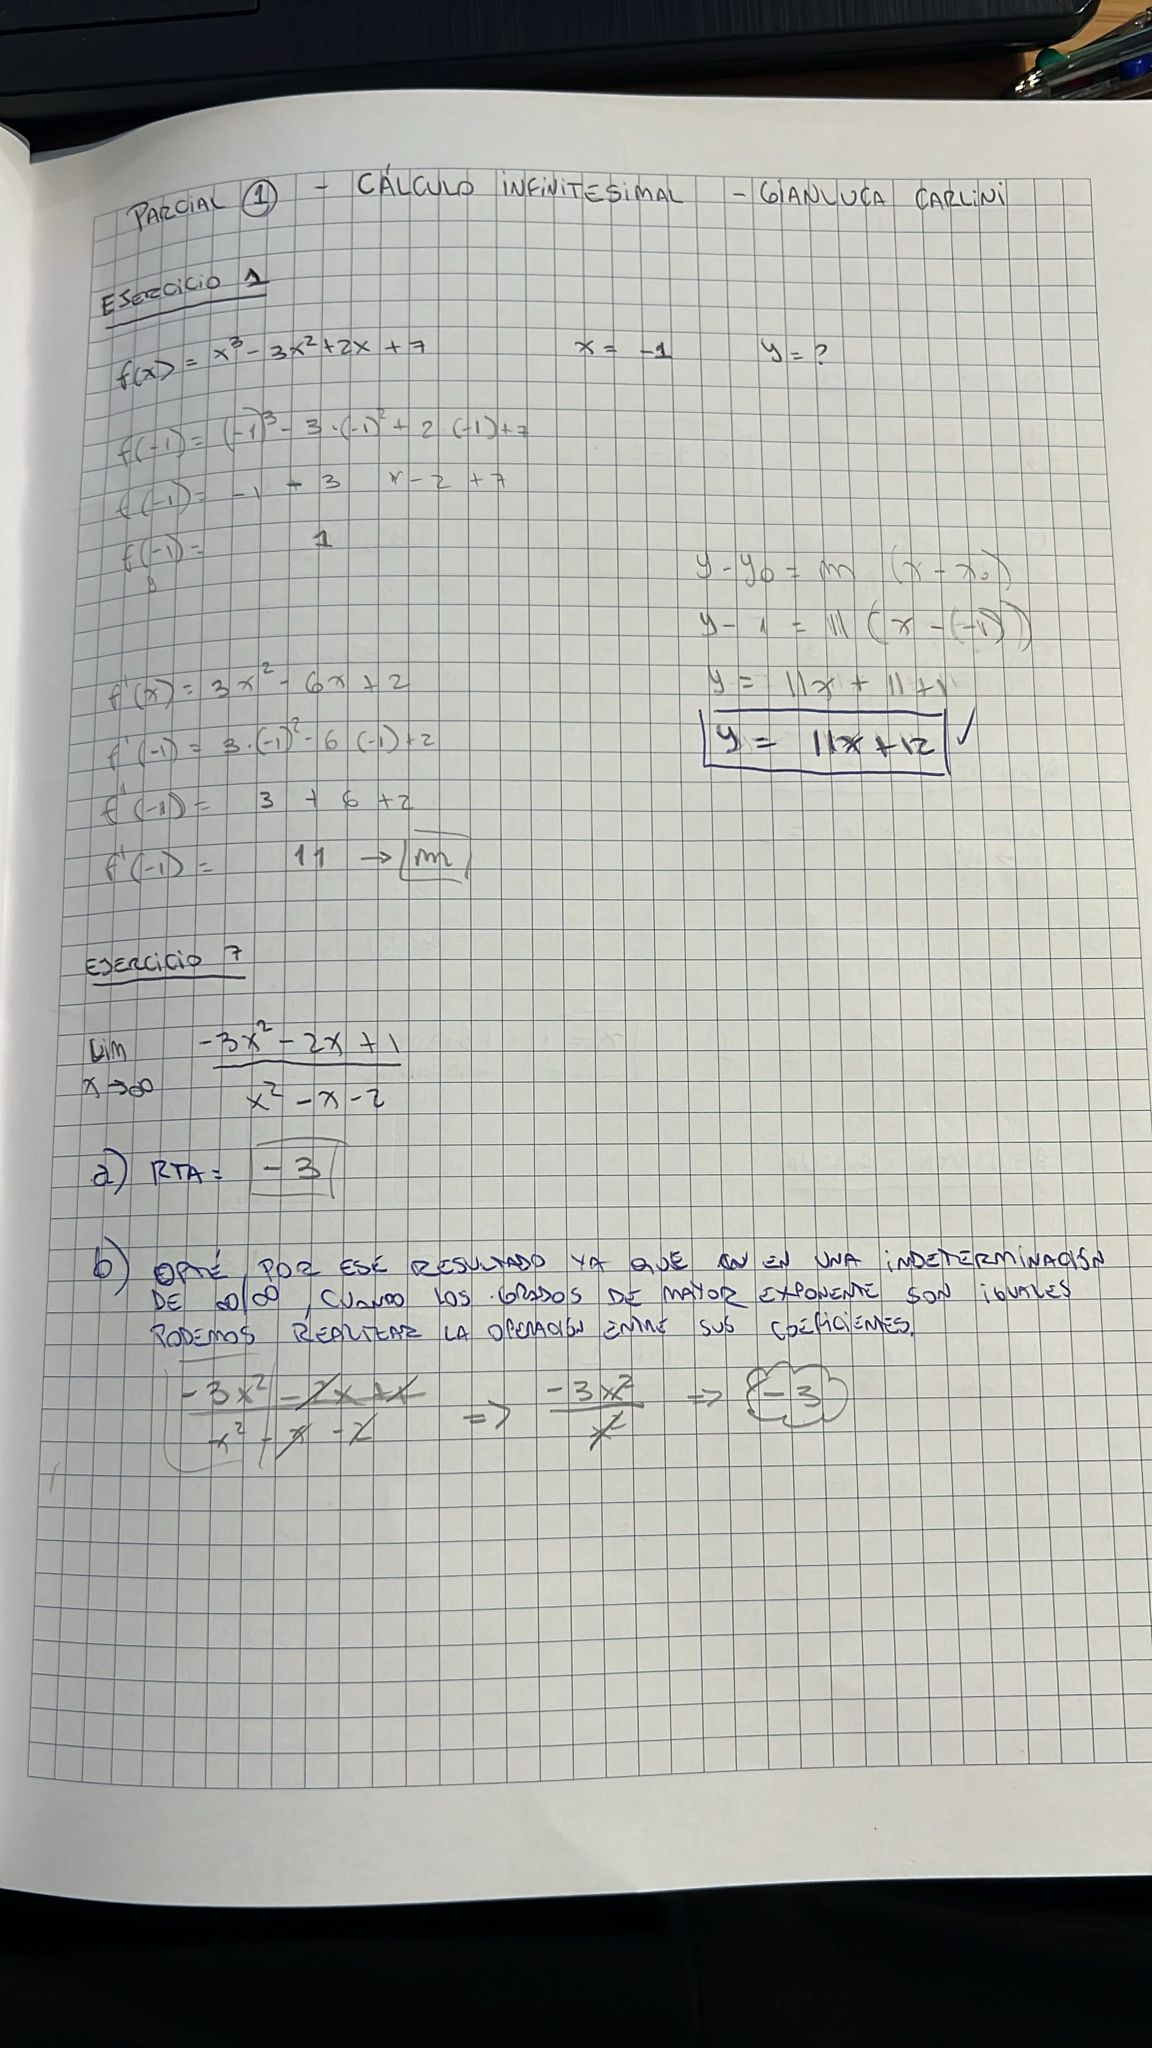 PARCIAL 1 - CÁLCULO INFINITESIMAL - GIANLUCA CARLINI
ESERCICIO 1
f(x) = x³ - 3x² + 2x + 7 x = -1 y = ?
f(-1) = (-1)³ - 3·(-1)² + 2·(-1) + 7
f(-1) = -1 - 3 - 2 + 7
f(-1) = 1
y
f'(x) = 3x² - 6x + 2
f'(-1) = 3·(-1)² - 6(-1) + 2
f'(-1) = 3 + 6 + 2
f'(-1) = 11 → m
y - y₀ = m (x - x₀)
y - 1 = 11 (x - (-1))
y = 11x + 11 + 1
y = 11x + 12 ✓
EJERCICIO 7
Lim -3x² - 2x + 1
x→∞ x² - x - 2
a) RTA = -3
b) OPTÉ POR ESE RESULTADO YA QUE EN UNA INDETERMINACIÓN
DE ∞/∞, CUANDO LOS GRADOS DE MAYOR EXPONENTE SON IGUALES
PODEMOS REALIZAR LA OPERACIÓN ENTRE SUS COEFICIENTES.
-3x² - 2x + 1 => -3x² => -3
x² - x - 2 x²